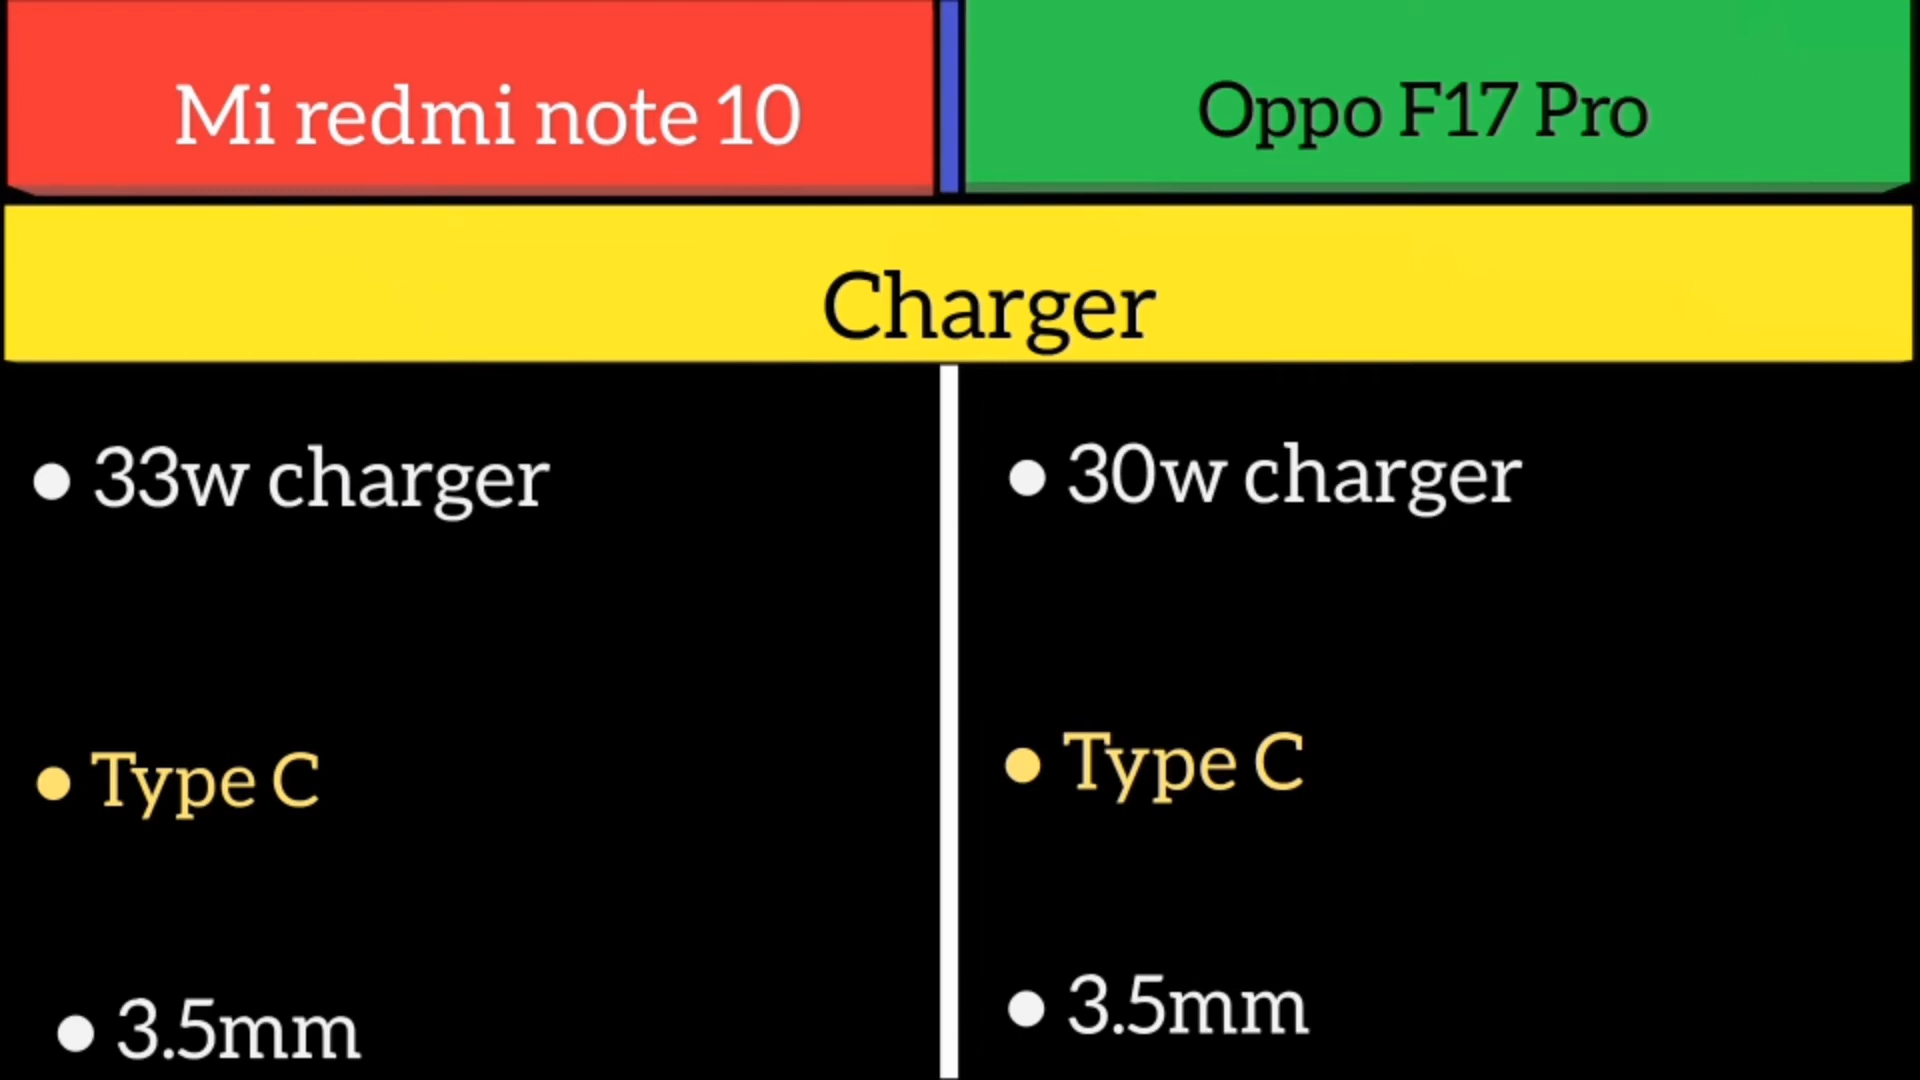 Mi redmi note 10
Oppo F17 Pro
Charger
● 33w charger
● 30w charger
● Type C
● Type C
● 3.5mm
● 3.5mm